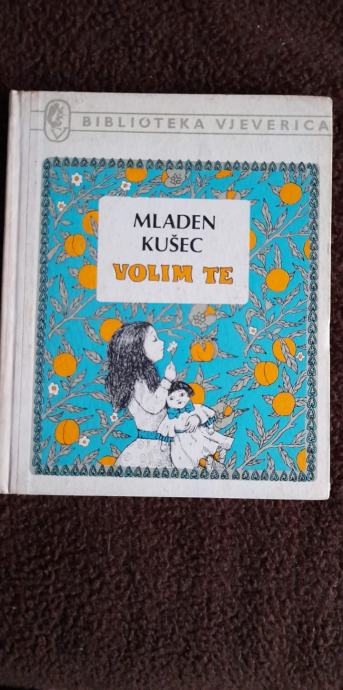 BIBLIOTEKA VJEVERICA
MLADEN
KUŠEC
VOLIM TE